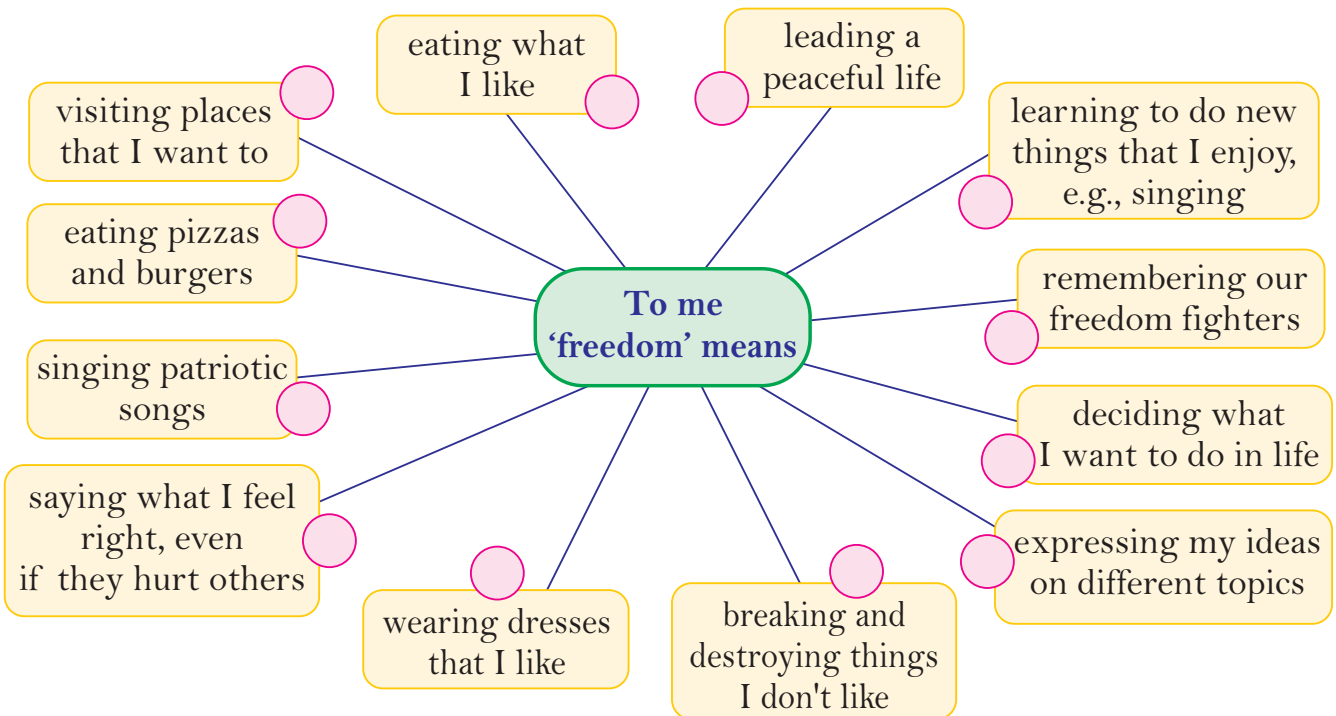 To me
‘freedom’ means
eating what
I like
leading a
peaceful life
learning to do new
things that I enjoy,
e.g., singing
remembering our
freedom fighters
deciding what
I want to do in life
expressing my ideas
on different topics
breaking and
destroying things
I don't like
wearing dresses
that I like
saying what I feel
right, even
if they hurt others
singing patriotic
songs
eating pizzas
and burgers
visiting places
that I want to